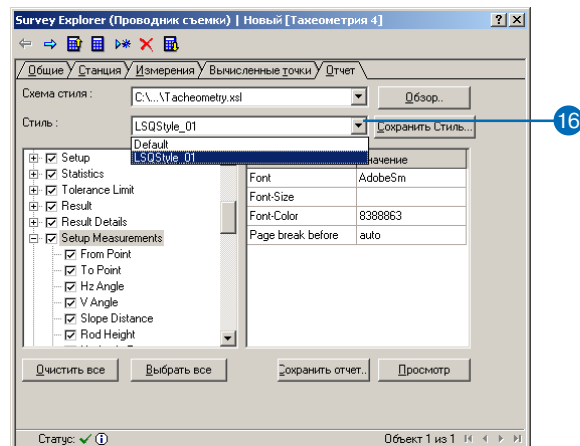 Survey Explorer (Проводник съемки) | Новый [Тахеометрия 4]
Общие Станция Измерения Вычисленные точки Отчет
Схема стиля : C:\...\Tacheometry.xsl Обзор..
Стиль : LSQStyle_01 Сохранить Стиль...
16
Default
LSQStyle_01
Setup
Statistics
Tolerance Limit
Result
Result Details
Setup Measurements
From Point
To Point
Hz Angle
V Angle
Slope Distance
Rod Height
Значение
Font AdobeSm
Font-Size
Font-Color 8388863
Page break before auto
Очистить все Выбрать все Сохранить отчет.. Просмотр
Статус: Объект 1 из 1